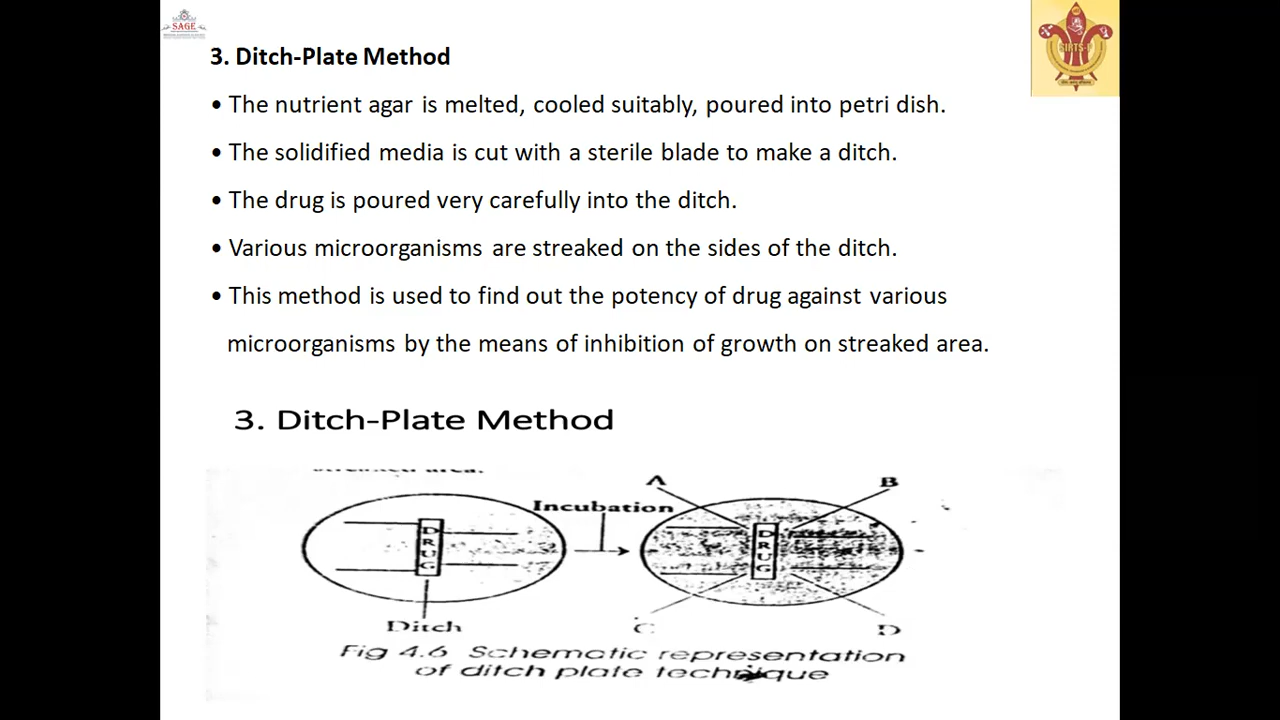 SAGE
SIRTS-P
3. Ditch-Plate Method
• The nutrient agar is melted, cooled suitably, poured into petri dish.
• The solidified media is cut with a sterile blade to make a ditch.
• The drug is poured very carefully into the ditch.
• Various microorganisms are streaked on the sides of the ditch.
• This method is used to find out the potency of drug against various
microorganisms by the means of inhibition of growth on streaked area.
3. Ditch-Plate Method
area.
A
B
Incubation
DRUG
DRUG
Ditch
C
D
Fig 4.6 Schematic representation
of ditch plate technique